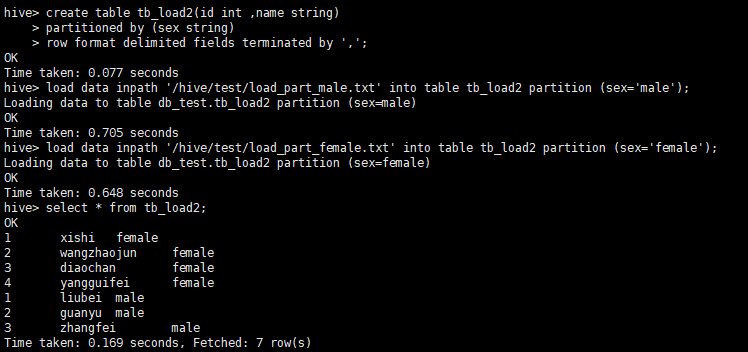 hive> create table tb_load2(id int ,name string)
    > partitioned by (sex string)
    > row format delimited fields terminated by ',';
OK
Time taken: 0.077 seconds
hive> load data inpath '/hive/test/load_part_male.txt' into table tb_load2 partition (sex='male');
Loading data to table db_test.tb_load2 partition (sex=male)
OK
Time taken: 0.705 seconds
hive> load data inpath '/hive/test/load_part_female.txt' into table tb_load2 partition (sex='female');
Loading data to table db_test.tb_load2 partition (sex=female)
OK
Time taken: 0.648 seconds
hive> select * from tb_load2;
OK
1       xishi   female
2       wangzhaojun     female
3       diaochan        female
4       yangguifei      female
1       liubei  male
2       guanyu  male
3       zhangfei        male
Time taken: 0.169 seconds, Fetched: 7 row(s)